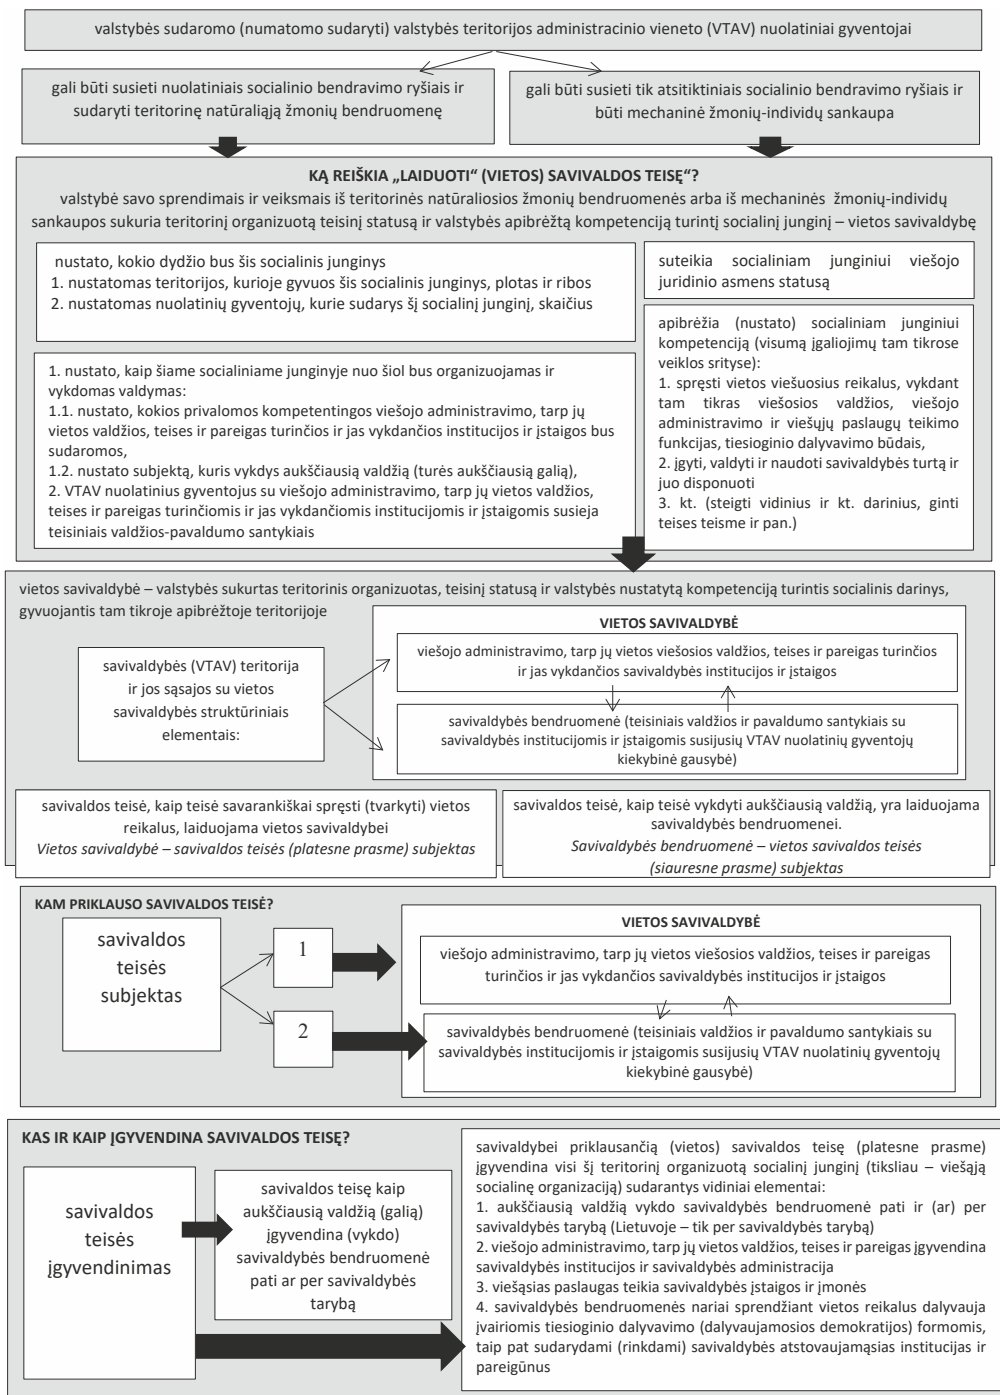 valstybės sudaromo (numatomo sudaryti) valstybės teritorijos administracinio vieneto (VTAV) nuolatiniai gyventojai
gali būti susieti nuolatiniais socialinio bendravimo ryšiais ir
sudaryti teritorinę natūraliąją žmonių bendruomenę
gali būti susieti tik atsitiktiniais socialinio bendravimo ryšiais ir
būti mechaninė žmonių-individų sankaupa
KĄ REIŠKIA „LAIDUOTI“ (VIETOS) SAVIVALDOS TEISĘ“?
valstybė savo sprendimais ir veiksmais iš teritorinės natūraliosios žmonių bendruomenės arba iš mechaninės žmonių-individų
sankaupos sukuria teritorinį organizuotą teisinį statusą ir valstybės apibrėžtą kompetenciją turintį socialinį junginį – vietos savivaldybę
nustato, kokio dydžio bus šis socialinis junginys
1. nustatomas teritorijos, kurioje gyvuos šis socialinis junginys, plotas ir ribos
2. nustatomas nuolatinių gyventojų, kurie sudarys šį socialinį junginį, skaičius
suteikia socialiniam junginiui viešojo
juridinio asmens statusą
1. nustato, kaip šiame socialiniame junginyje nuo šiol bus organizuojamas ir
vykdomas valdymas:
1.1. nustato, kokios privalomos kompetentingos viešojo administravimo, tarp jų
vietos valdžios, teises ir pareigas turinčios ir jas vykdančios institucijos ir įstaigos bus
sudaromos,
1.2. nustato subjektą, kuris vykdys aukščiausią valdžią (turės aukščiausią galią),
2. VTAV nuolatinius gyventojus su viešojo administravimo, tarp jų vietos valdžios,
teises ir pareigas turinčiomis ir jas vykdančiomis institucijomis ir įstaigomis susieja
teisiniais valdžios-pavaldumo santykiais
apibrėžia (nustato) socialiniam junginiui
kompetenciją (visumą įgaliojimų tam tikrose
veiklos srityse):
1. spręsti vietos viešuosius reikalus, vykdant
tam tikras viešosios valdžios, viešojo
administravimo ir viešųjų paslaugų teikimo
funkcijas, tiesioginio dalyvavimo būdais,
2. įgyti, valdyti ir naudoti savivaldybės turtą ir
juo disponuoti
3. kt. (steigti vidinius ir kt. darinius, ginti
teises teisme ir pan.)
vietos savivaldybė – valstybės sukurtas teritorinis organizuotas, teisinį statusą ir valstybės nustatytą kompetenciją turintis socialinis darinys,
gyvuojantis tam tikroje apibrėžtoje teritorijoje
VIETOS SAVIVALDYBĖ
savivaldybės (VTAV) teritorija
ir jos sąsajos su vietos
savivaldybės struktūriniais
elementais:
viešojo administravimo, tarp jų vietos viešosios valdžios, teises ir pareigas turinčios
ir jas vykdančios savivaldybės institucijos ir įstaigos
savivaldybės bendruomenė (teisiniais valdžios ir pavaldumo santykiais su
savivaldybės institucijomis ir įstaigomis susijusių VTAV nuolatinių gyventojų
kiekybinė gausybė)
savivaldos teisė, kaip teisė savarankiškai spręsti (tvarkyti) vietos
reikalus, laiduojama vietos savivaldybei
Vietos savivaldybė – savivaldos teisės (platesne prasme) subjektas
savivaldos teisė, kaip teisė vykdyti aukščiausią valdžią, yra laiduojama
savivaldybės bendruomenei.
Savivaldybės bendruomenė – vietos savivaldos teisės
(siauresne prasme) subjektas
KAM PRIKLAUSO SAVIVALDOS TEISĖ?
VIETOS SAVIVALDYBĖ
savivaldos
teisės
subjektas
1
2
viešojo administravimo, tarp jų vietos viešosios valdžios, teises ir pareigas
turinčios ir jas vykdančios savivaldybės institucijos ir įstaigos
savivaldybės bendruomenė (teisiniais valdžios ir pavaldumo santykiais su
savivaldybės institucijomis ir įstaigomis susijusių VTAV nuolatinių gyventojų
kiekybinė gausybė)
KAS IR KAIP ĮGYVENDINA SAVIVALDOS TEISĘ?
savivaldos
teisės
įgyvendinimas
savivaldos teisę kaip
aukščiausią valdžią (galią)
įgyvendina (vykdo)
savivaldybės bendruomenė
pati ar per savivaldybės
tarybą
savivaldybei priklausančią (vietos) savivaldos teisę (platesne prasme)
įgyvendina visi šį teritorinį organizuotą socialinį junginį (tiksliau – viešąją
socialinę organizaciją) sudarantys vidiniai elementai:
1. aukščiausią valdžią vykdo savivaldybės bendruomenė pati ir (ar) per
savivaldybės tarybą (Lietuvoje – tik per savivaldybės tarybą)
2. viešojo administravimo, tarp jų vietos valdžios, teises ir pareigas įgyvendina
savivaldybės institucijos ir savivaldybės administracija
3. viešąsias paslaugas teikia savivaldybės įstaigos ir įmonės
4. savivaldybės bendruomenės nariai sprendžiant vietos reikalus dalyvauja
įvairiomis tiesioginio dalyvavimo (dalyvaujamosios demokratijos) formomis,
taip pat sudarydami (rinkdami) savivaldybės atstovaujamąsias institucijas ir
pareigūnus